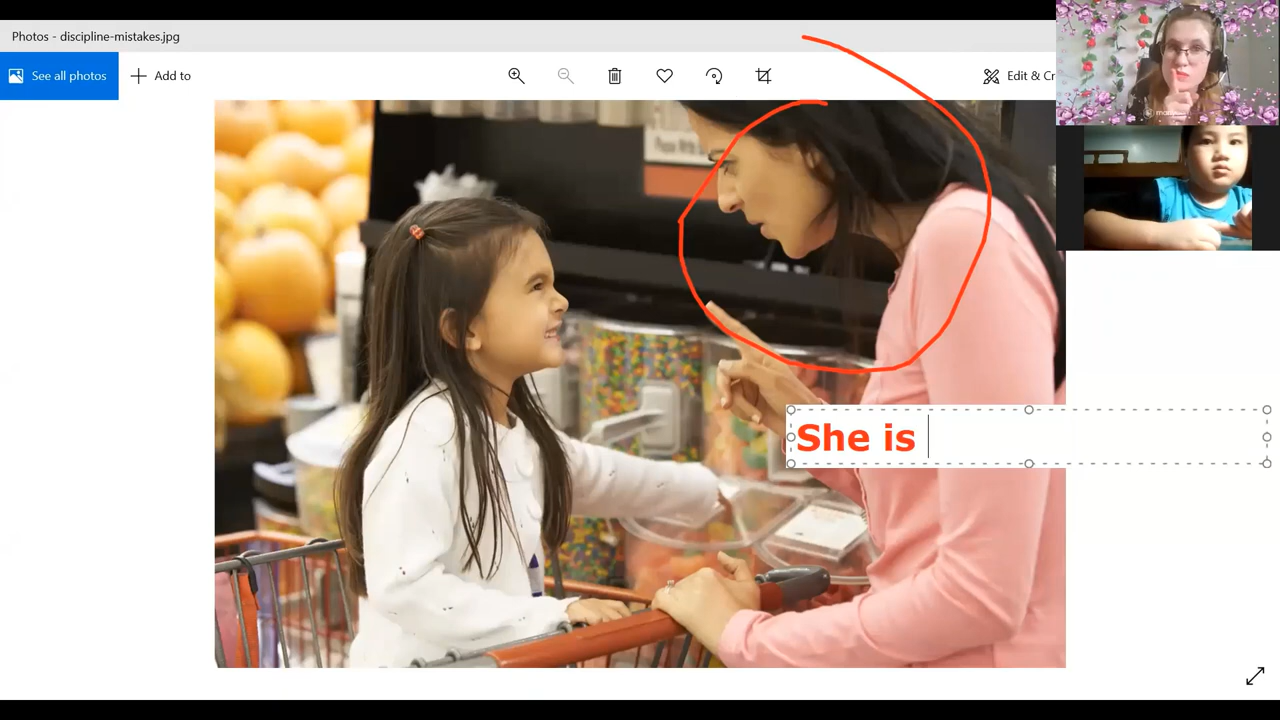 Photos - discipline-mistakes.jpg
See all photos
Add to
Edit & Cr
She is